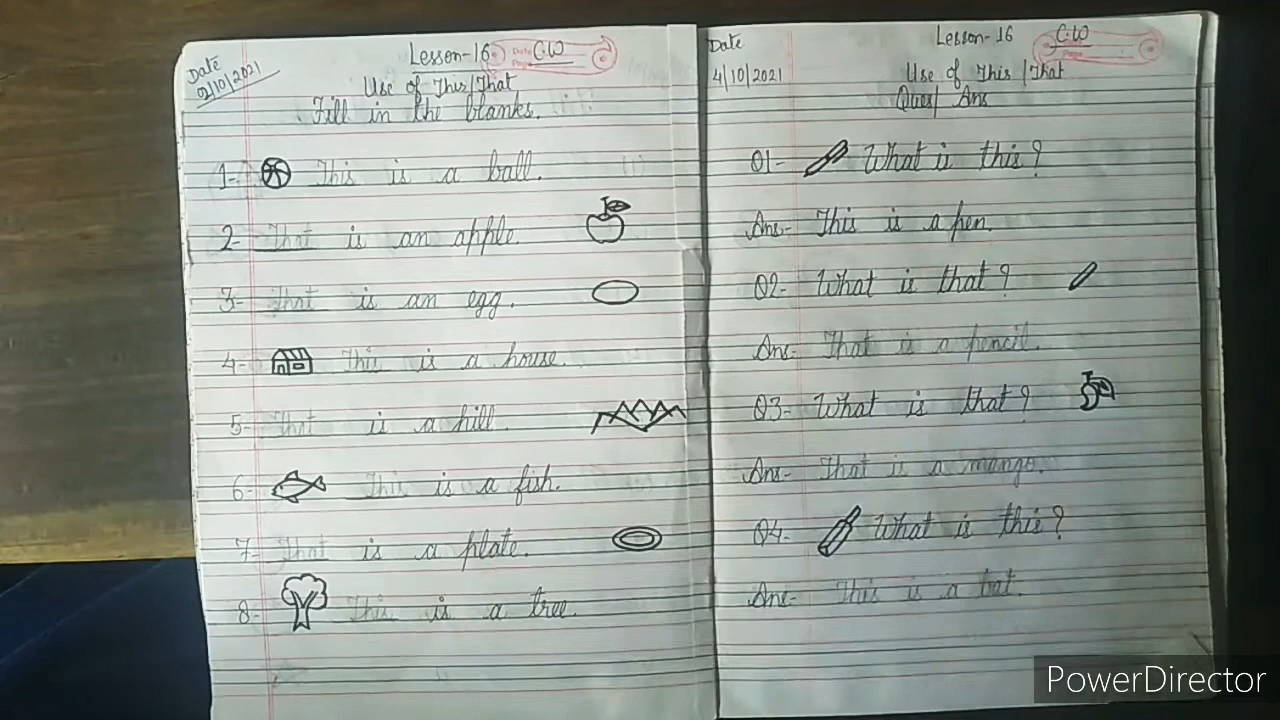 Date
02/10/2021
Lesson-16
Date
Page
C.W
Use of This/That
Fill in the blanks.
1- This is a ball.
2- That is an apple.
3- That is an egg.
4- This is a house.
5- That is a hill.
6- This is a fish.
7- That is a plate.
8- This is a tree.
Date
4/10/2021
Lesson-16
C.W
Page
Use of This/That
Ques/Ans
Q1- What is this?
Ans- This is a pen.
Q2- What is that?
Ans- That is a pencil.
Q3- What is that?
Ans- That is a mango.
Q4- What is this?
Ans- This is a bat.
PowerDirector